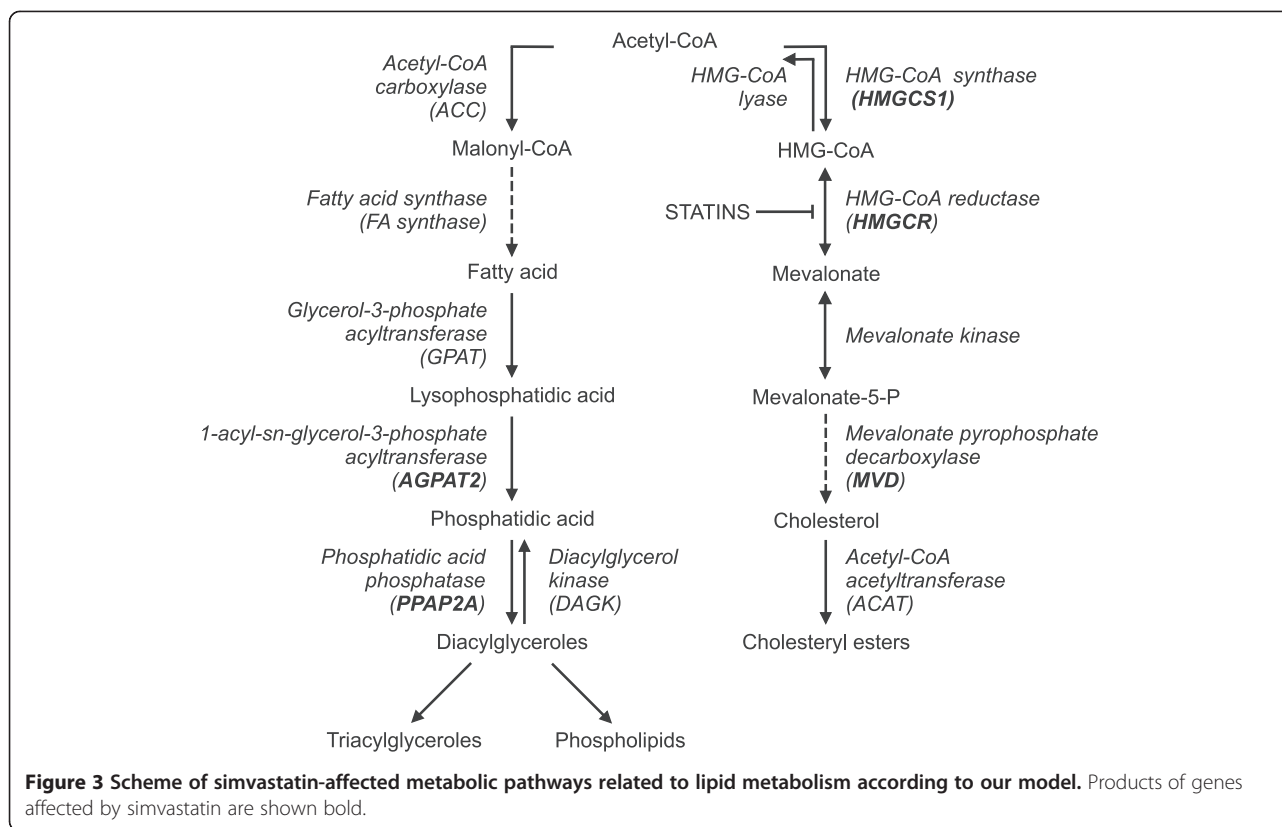 Acetyl-CoA
Acetyl-CoA
carboxylase
(ACC)
HMG-CoA
lyase
HMG-CoA synthase
(HMGCS1)
Malonyl-CoA
HMG-CoA
Fatty acid synthase
(FA synthase)
STATINS
HMG-CoA reductase
(HMGCR)
Fatty acid
Mevalonate
Glycerol-3-phosphate
acyltransferase
(GPAT)
Mevalonate kinase
Lysophosphatidic acid
Mevalonate-5-P
1-acyl-sn-glycerol-3-phosphate
acyltransferase
(AGPAT2)
Mevalonate pyrophosphate
decarboxylase
(MVD)
Phosphatidic acid
Cholesterol
Phosphatidic acid
phosphatase
(PPAP2A)
Diacylglycerol
kinase
(DAGK)
Acetyl-CoA
acetyltransferase
(ACAT)
Diacylglyceroles
Cholesteryl esters
Triacylglyceroles
Phospholipids
Figure 3 Scheme of simvastatin-affected metabolic pathways related to lipid metabolism according to our model. Products of genes
affected by simvastatin are shown bold.